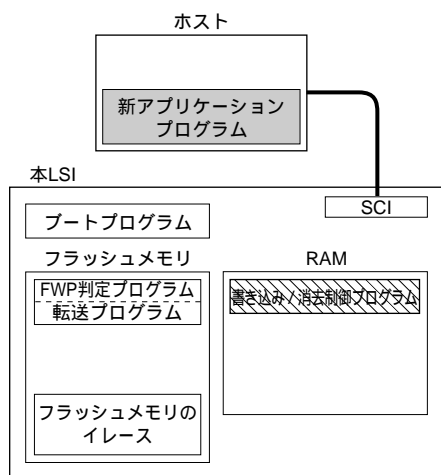 ホスト
新アプリケーション
プログラム
本LSI
SCI
ブートプログラム
フラッシュメモリ
RAM
FWP判定プログラム
転送プログラム
書き込み / 消去制御プログラム
フラッシュメモリの
イレース